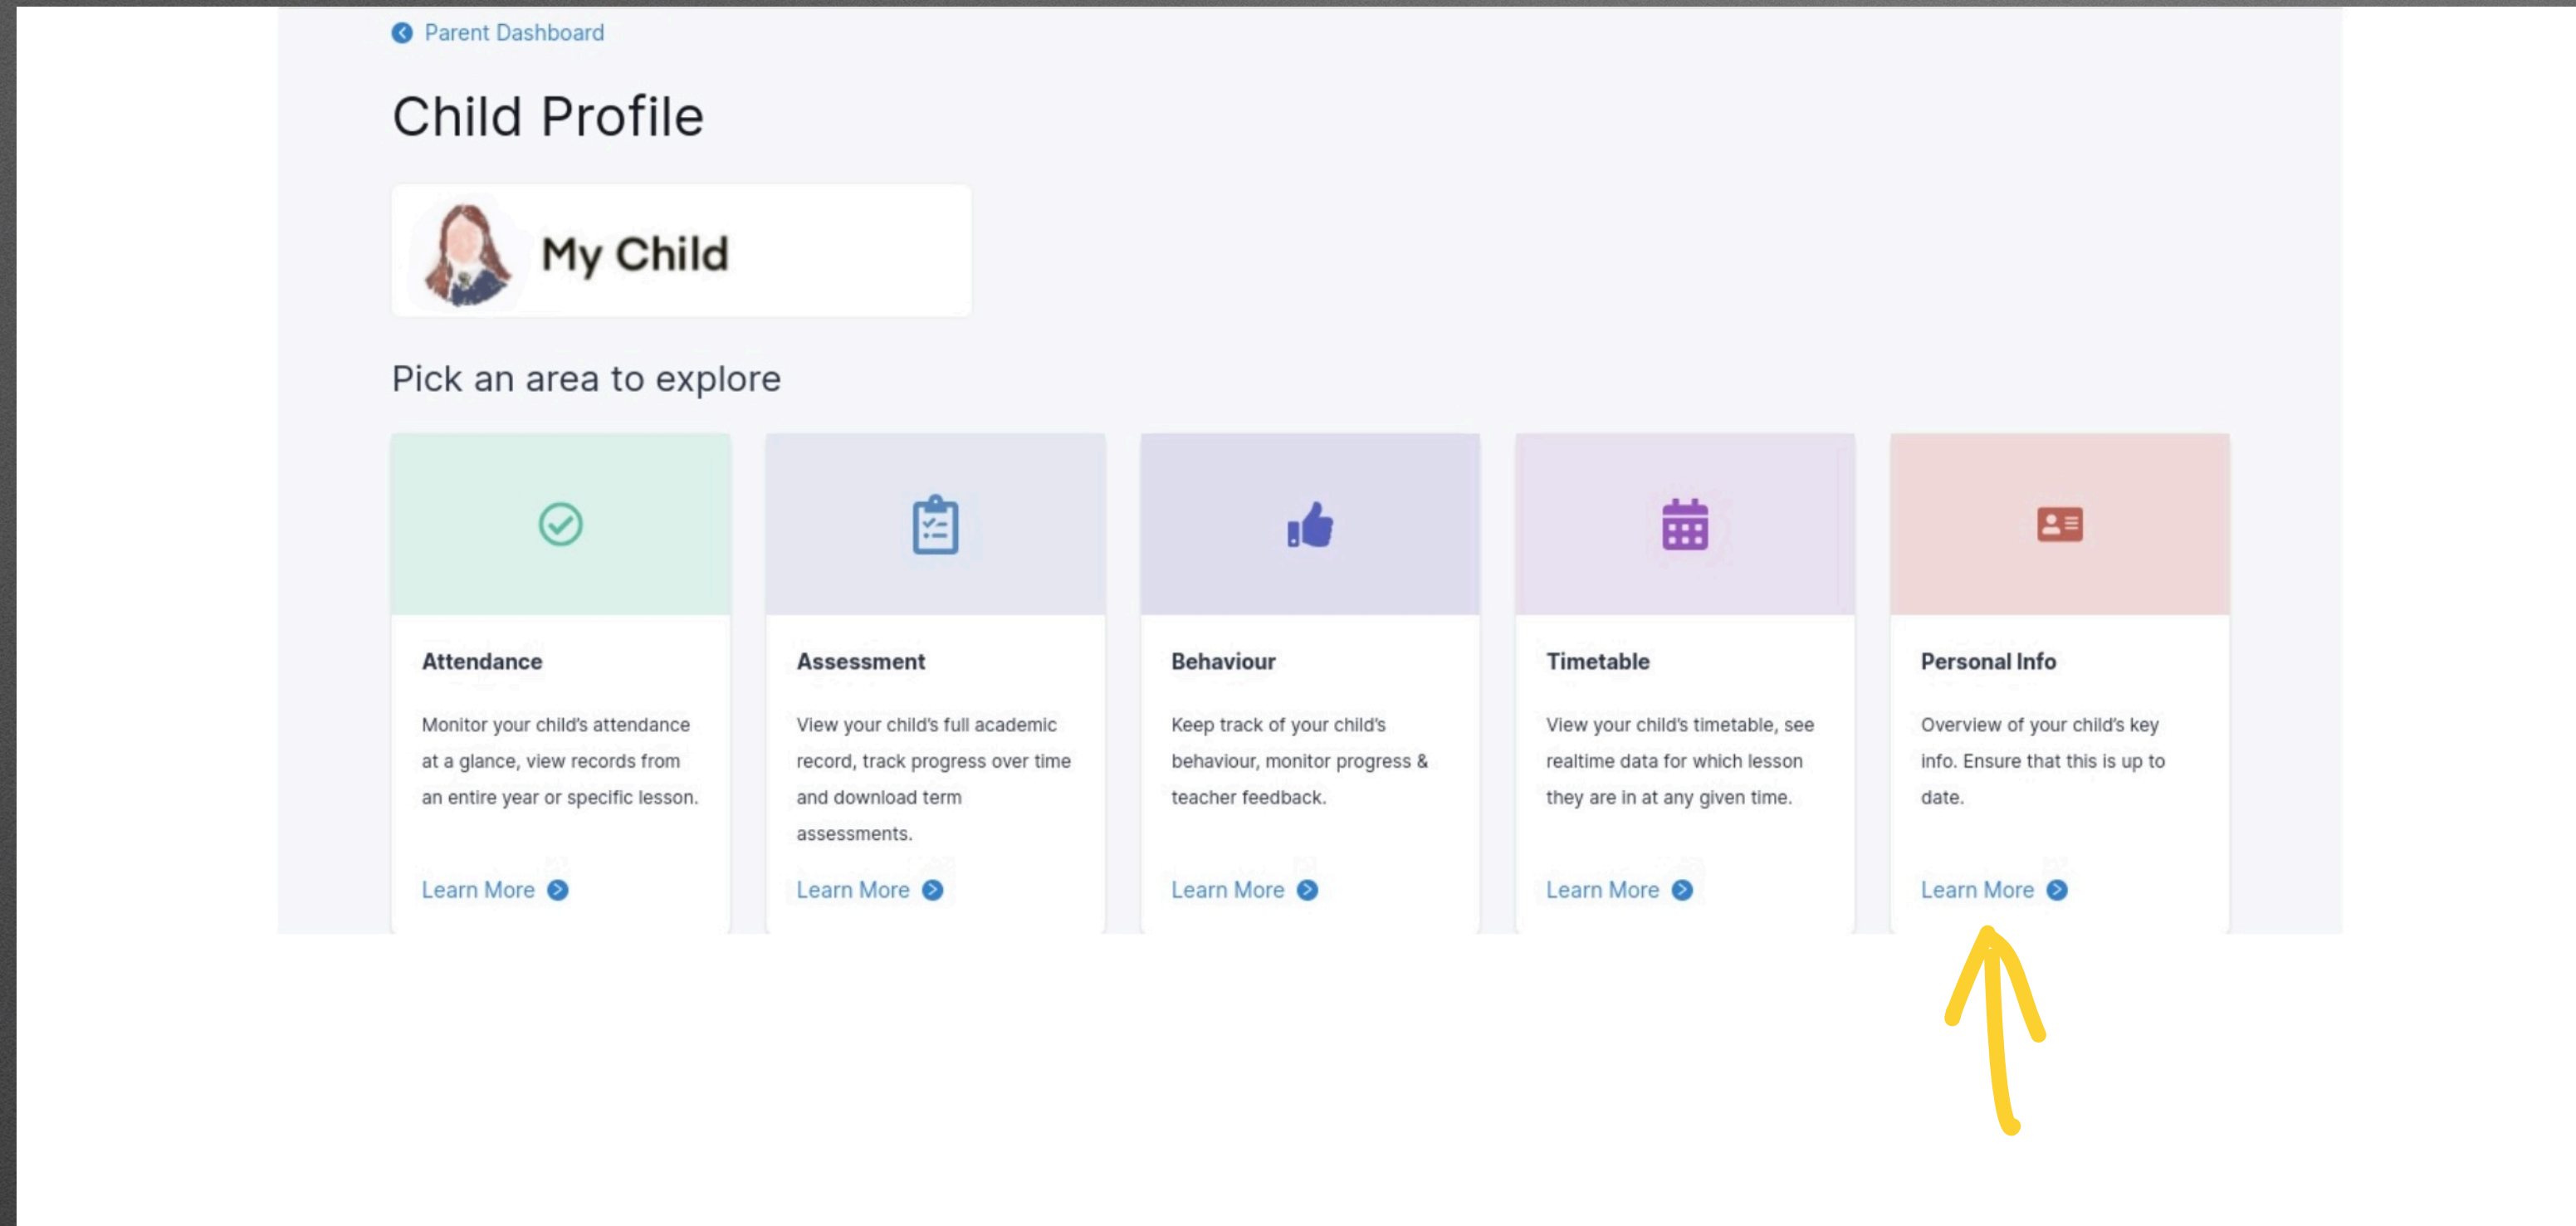 Parent Dashboard
Child Profile
My Child
Pick an area to explore
Attendance
Monitor your child's attendance
at a glance, view records from
an entire year or specific lesson.
Learn More
Assessment
View your child's full academic
record, track progress over time
and download term
assessments.
Learn More
Behaviour
Keep track of your child's
behaviour, monitor progress &
teacher feedback.
Learn More
Timetable
View your child's timetable, see
realtime data for which lesson
they are in at any given time.
Learn More
Personal Info
Overview of your child's key
info. Ensure that this is up to
date.
Learn More